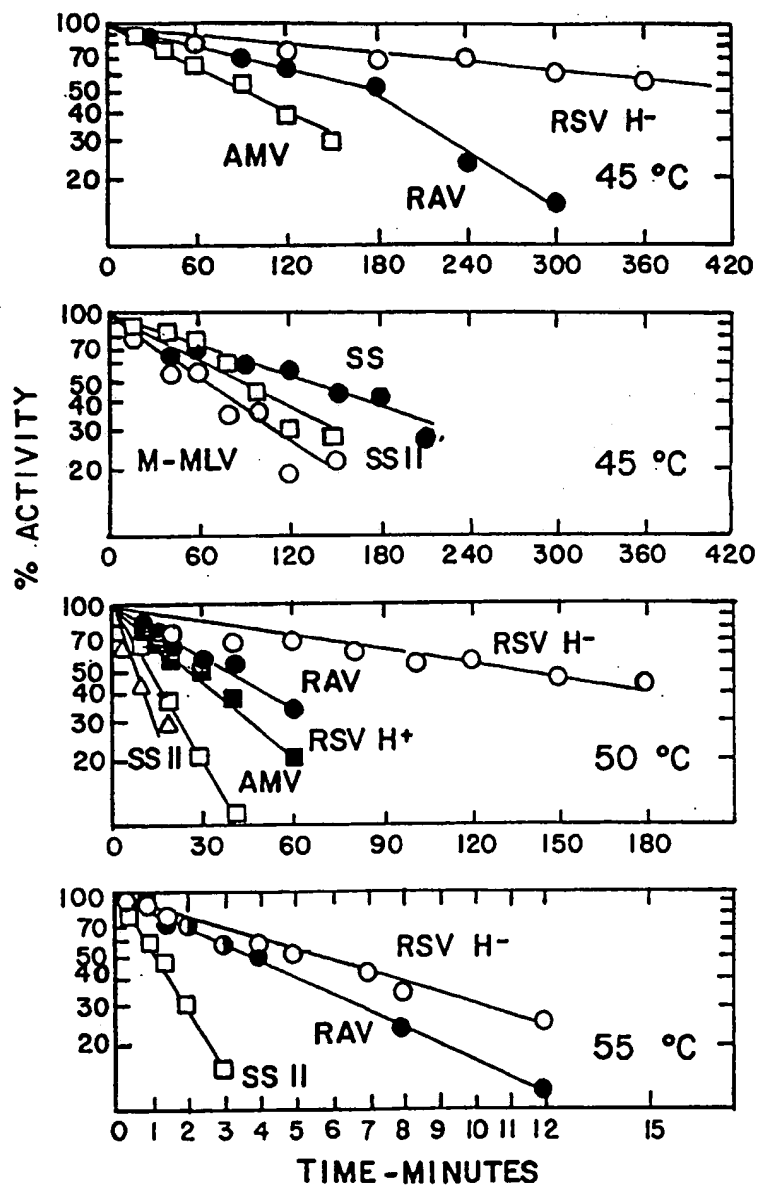 100
70
50
40
30
20
RSV H-
AMV
RAV
45 °C
0 60 120 180 240 300 360 420
100
70
50
40
30
20
SS
M-MLV
SS II
45 °C
0 60 120 180 240 300 360 420
% ACTIVITY
100
70
50
40
30
20
RSV H-
RAV
RSV H+
SS II
AMV
50 °C
0 30 60 90 120 150 180
100
70
50
40
30
20
RSV H-
RAV
SS II
55 °C
0 1 2 3 4 5 6 7 8 9 10 11 12 15
TIME-MINUTES